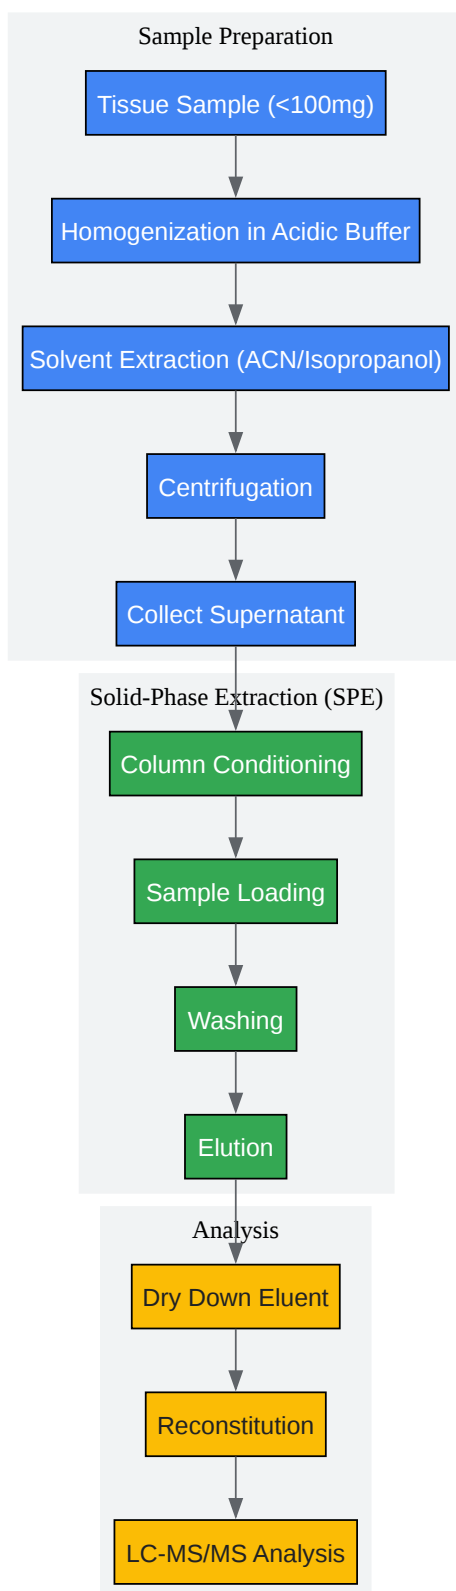 Sample Preparation
Tissue Sample (<100mg)
Homogenization in Acidic Buffer
Solvent Extraction (ACN/Isopropanol)
Centrifugation
Collect Supernatant
Solid-Phase Extraction (SPE)
Column Conditioning
Sample Loading
Washing
Elution
Analysis
Dry Down Eluent
Reconstitution
LC-MS/MS Analysis